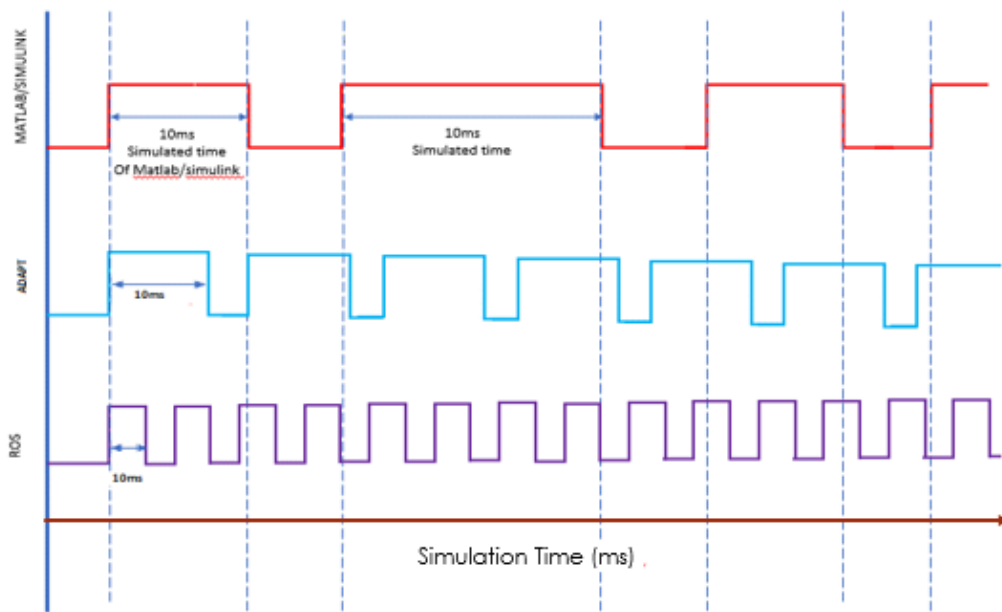 MATLAB/SIMULINK
10ms
Simulated time
Of Matlab/simulink
10ms
Simulated time
ADAPT
10ms
ROS
10ms
Simulation Time (ms)